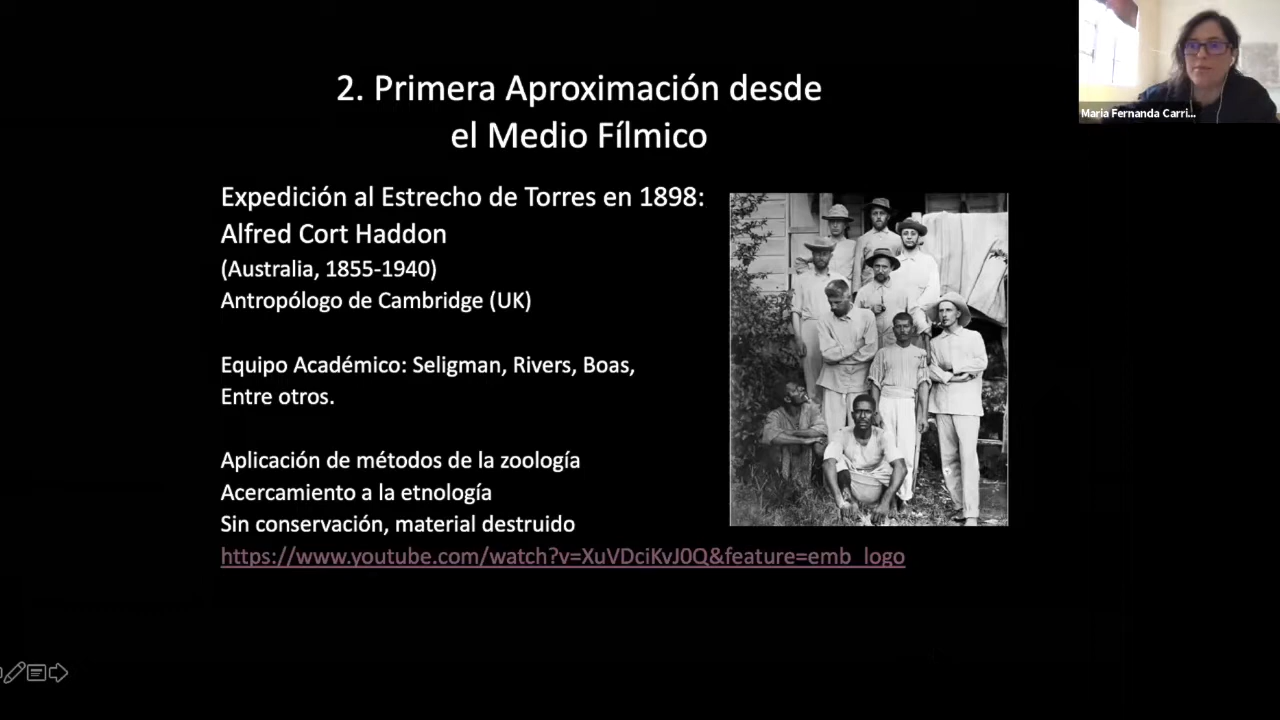 2. Primera Aproximación desde
el Medio Fílmico
Expedición al Estrecho de Torres en 1898:
Alfred Cort Haddon
(Australia, 1855-1940)
Antropólogo de Cambridge (UK)
Equipo Académico: Seligman, Rivers, Boas,
Entre otros.
Aplicación de métodos de la zoología
Acercamiento a la etnología
Sin conservación, material destruido
https://www.youtube.com/watch?v=XuVDciKvJ0Q&feature=emb_logo
Maria Fernanda Carri...